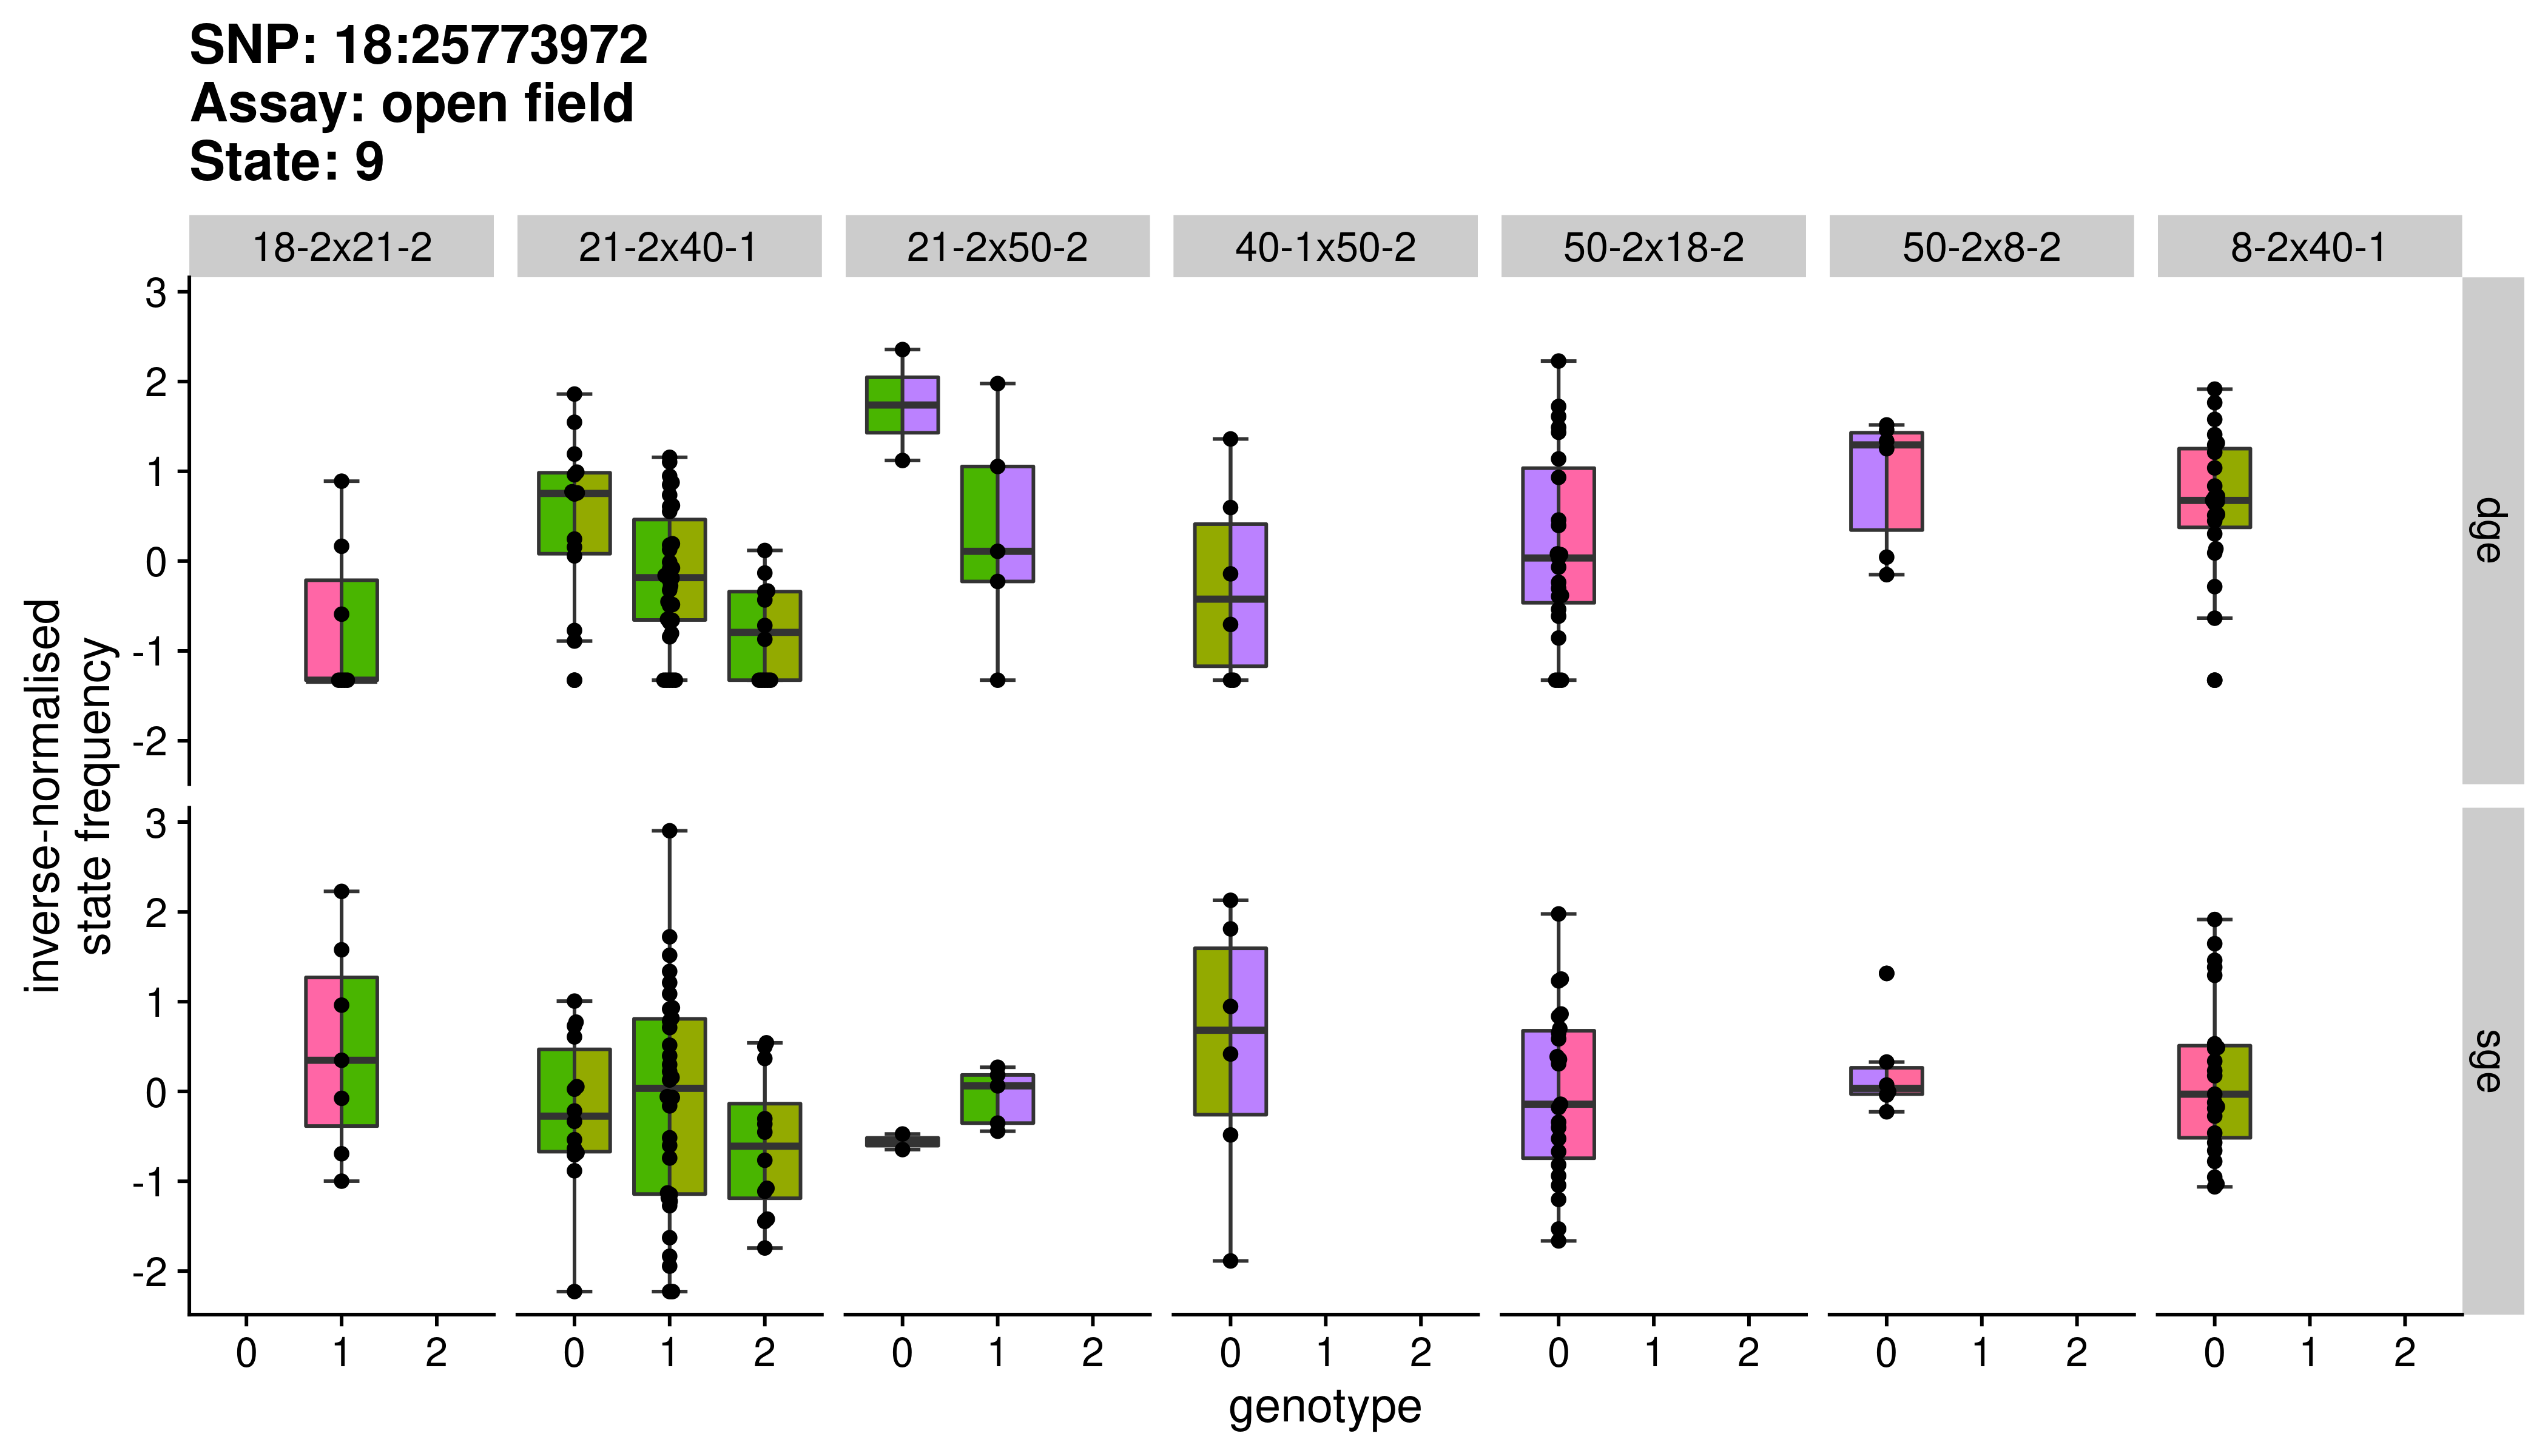 SNP: 18:25773972
Assay: open field
State: 9
18-2x21-2 21-2x40-1 21-2x50-2 40-1x50-2 50-2x18-2 50-2x8-2 8-2x40-1
3
2
1
0
-1
-2
dge
inverse-normalised
state frequency
3
2
1
0
-1
-2
sge
0 1 2 0 1 2 0 1 2 0 1 2 0 1 2 0 1 2 0 1 2
genotype